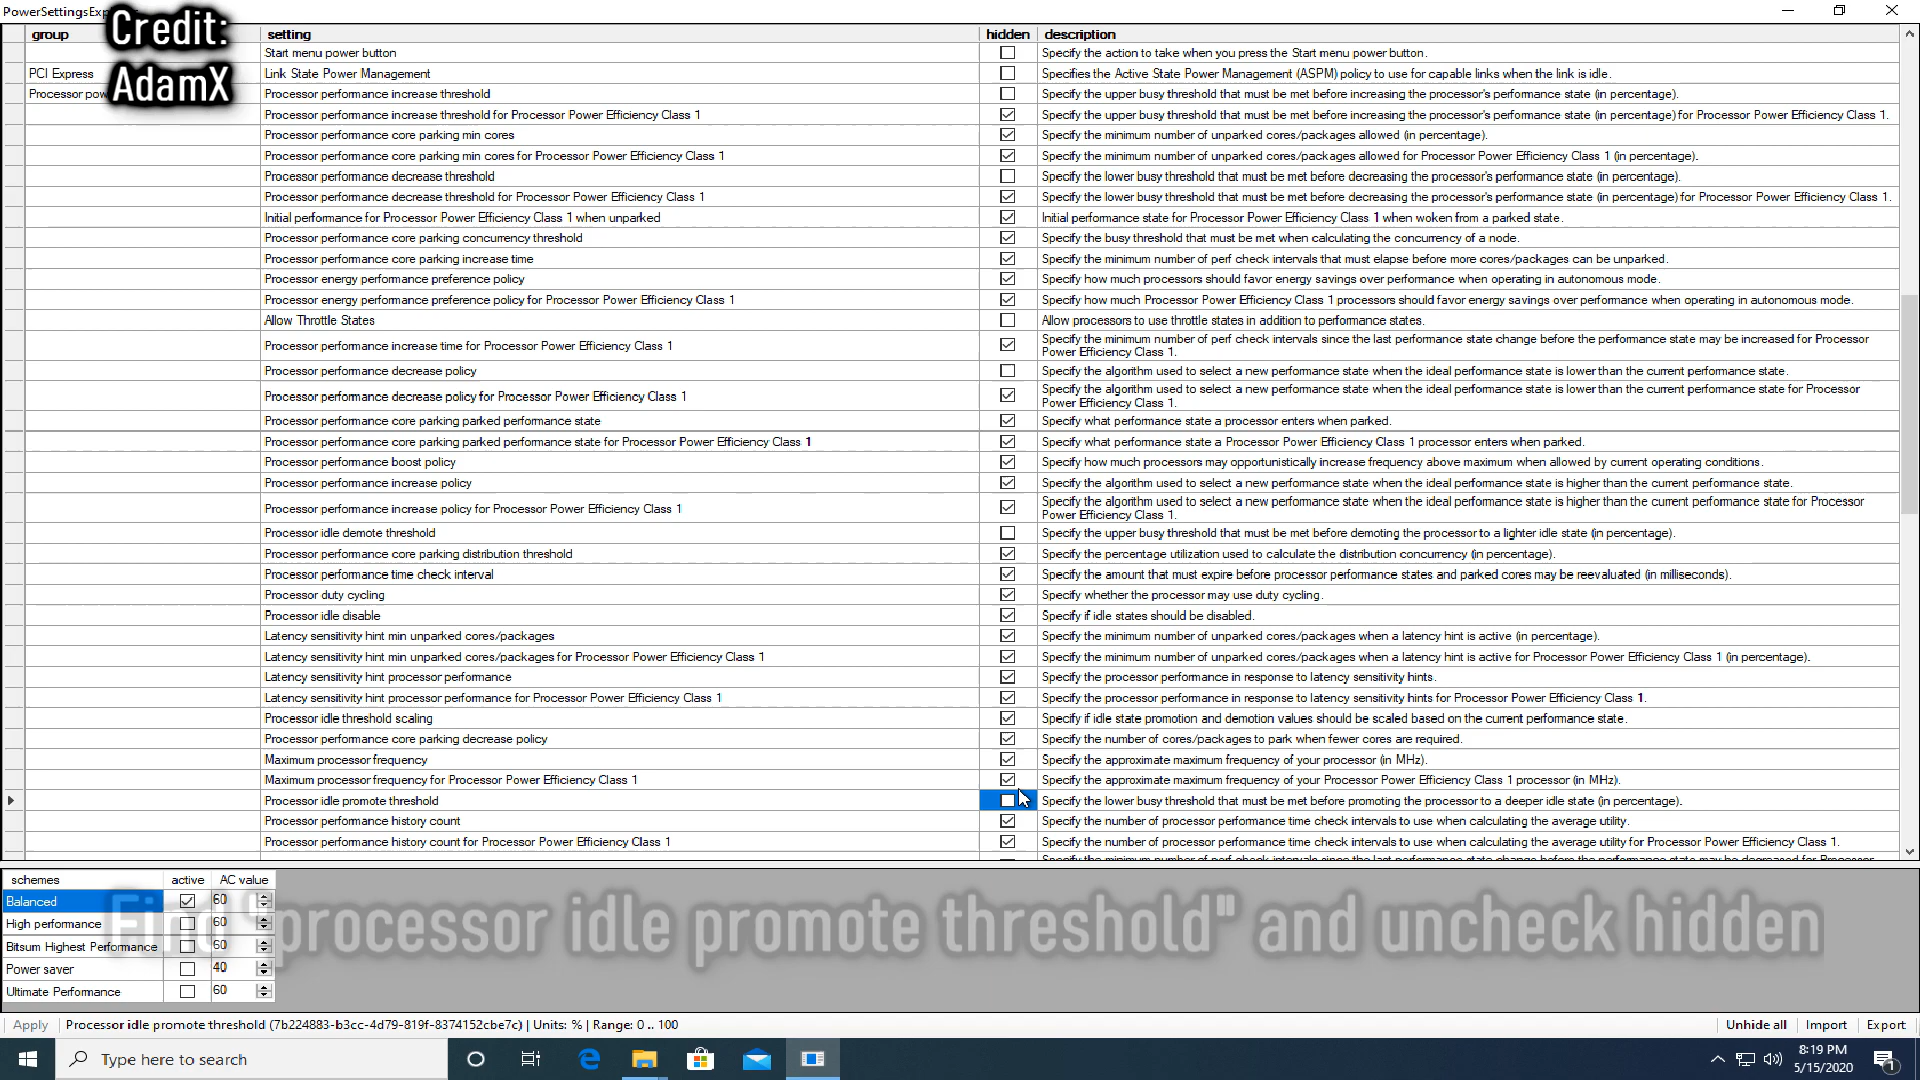 PowerSettingsExp
Credit:
AdamX
group setting hidden description
Start menu power button Specify the action to take when you press the Start menu power button.
PCI Express Link State Power Management Specifies the Active State Power Management (ASPM) policy to use for capable links when the link is idle.
Processor pow Processor performance increase threshold Specify the upper busy threshold that must be met before increasing the processor's performance state (in percentage).
Processor performance increase threshold for Processor Power Efficiency Class 1 Specify the upper busy threshold that must be met before increasing the processor's performance state (in percentage) for Processor Power Efficiency Class 1.
Processor performance core parking min cores Specify the minimum number of unparked cores/packages allowed (in percentage).
Processor performance core parking min cores for Processor Power Efficiency Class 1 Specify the minimum number of unparked cores/packages allowed for Processor Power Efficiency Class 1 (in percentage).
Processor performance decrease threshold Specify the lower busy threshold that must be met before decreasing the processor's performance state (in percentage).
Processor performance decrease threshold for Processor Power Efficiency Class 1 Specify the lower busy threshold that must be met before decreasing the processor's performance state (in percentage) for Processor Power Efficiency Class 1.
Initial performance for Processor Power Efficiency Class 1 when unparked Initial performance state for Processor Power Efficiency Class 1 when woken from a parked state.
Processor performance core parking concurrency threshold Specify the busy threshold that must be met when calculating the concurrency of a node.
Processor performance core parking increase time Specify the minimum number of perf check intervals that must elapse before more cores/packages can be unparked.
Processor energy performance preference policy Specify how much processors should favor energy savings over performance when operating in autonomous mode.
Processor energy performance preference policy for Processor Power Efficiency Class 1 Specify how much Processor Power Efficiency Class 1 processors should favor energy savings over performance when operating in autonomous mode.
Allow Throttle States Allow processors to use throttle states in addition to performance states.
Processor performance increase time for Processor Power Efficiency Class 1 Specify the minimum number of perf check intervals since the last performance state change before the performance state may be increased for Processor
Power Efficiency Class 1.
Processor performance decrease policy Specify the algorithm used to select a new performance state when the ideal performance state is lower than the current performance state.
Processor performance decrease policy for Processor Power Efficiency Class 1 Specify the algorithm used to select a new performance state when the ideal performance state is lower than the current performance state for Processor
Power Efficiency Class 1.
Processor performance core parking parked performance state Specify what performance state a processor enters when parked.
Processor performance core parking parked performance state for Processor Power Efficiency Class 1 Specify what performance state a Processor Power Efficiency Class 1 processor enters when parked.
Processor performance boost policy Specify how much processors may opportunistically increase frequency above maximum when allowed by current operating conditions.
Processor performance increase policy Specify the algorithm used to select a new performance state when the ideal performance state is higher than the current performance state.
Processor performance increase policy for Processor Power Efficiency Class 1 Specify the algorithm used to select a new performance state when the ideal performance state is higher than the current performance state for Processor
Power Efficiency Class 1.
Processor idle demote threshold Specify the upper busy threshold that must be met before demoting the processor to a lighter idle state (in percentage).
Processor performance core parking distribution threshold Specify the percentage utilization used to calculate the distribution concurrency (in percentage).
Processor performance time check interval Specify the amount that must expire before processor performance states and parked cores may be reevaluated (in milliseconds).
Processor duty cycling Specify whether the processor may use duty cycling.
Processor idle disable Specify if idle states should be disabled.
Latency sensitivity hint min unparked cores/packages Specify the minimum number of unparked cores/packages when a latency hint is active (in percentage).
Latency sensitivity hint min unparked cores/packages for Processor Power Efficiency Class 1 Specify the minimum number of unparked cores/packages when a latency hint is active for Processor Power Efficiency Class 1 (in percentage).
Latency sensitivity hint processor performance Specify the processor performance in response to latency sensitivity hints.
Latency sensitivity hint processor performance for Processor Power Efficiency Class 1 Specify the processor performance in response to latency sensitivity hints for Processor Power Efficiency Class 1.
Processor idle threshold scaling Specify if idle state promotion and demotion values should be scaled based on the current performance state.
Processor performance core parking decrease policy Specify the number of cores/packages to park when fewer cores are required.
Maximum processor frequency Specify the approximate maximum frequency of your processor (in MHz).
Maximum processor frequency for Processor Power Efficiency Class 1 Specify the approximate maximum frequency of your Processor Power Efficiency Class 1 processor (in MHz).
Processor idle promote threshold Specify the lower busy threshold that must be met before promoting the processor to a deeper idle state (in percentage).
Processor performance history count Specify the number of processor performance time check intervals to use when calculating the average utility.
Processor performance history count for Processor Power Efficiency Class 1 Specify the number of processor performance time check intervals to use when calculating the average utility for Processor Power Efficiency Class 1.
Specify the minimum number of perf check intervals since the last performance state change before the performance state may be decreased for Processor
schemes active AC value
Balanced 60
High performance 60
Bitsum Highest Performance 60
Power saver 40
Ultimate Performance 60
Find "processor idle promote threshold" and uncheck hidden
Apply Processor idle promote threshold (7b224883-b3cc-4d79-819f-8374152cbe7c) | Units: % | Range: 0 .. 100 Unhide all Import Export
Type here to search
8:19 PM
5/15/2020
1